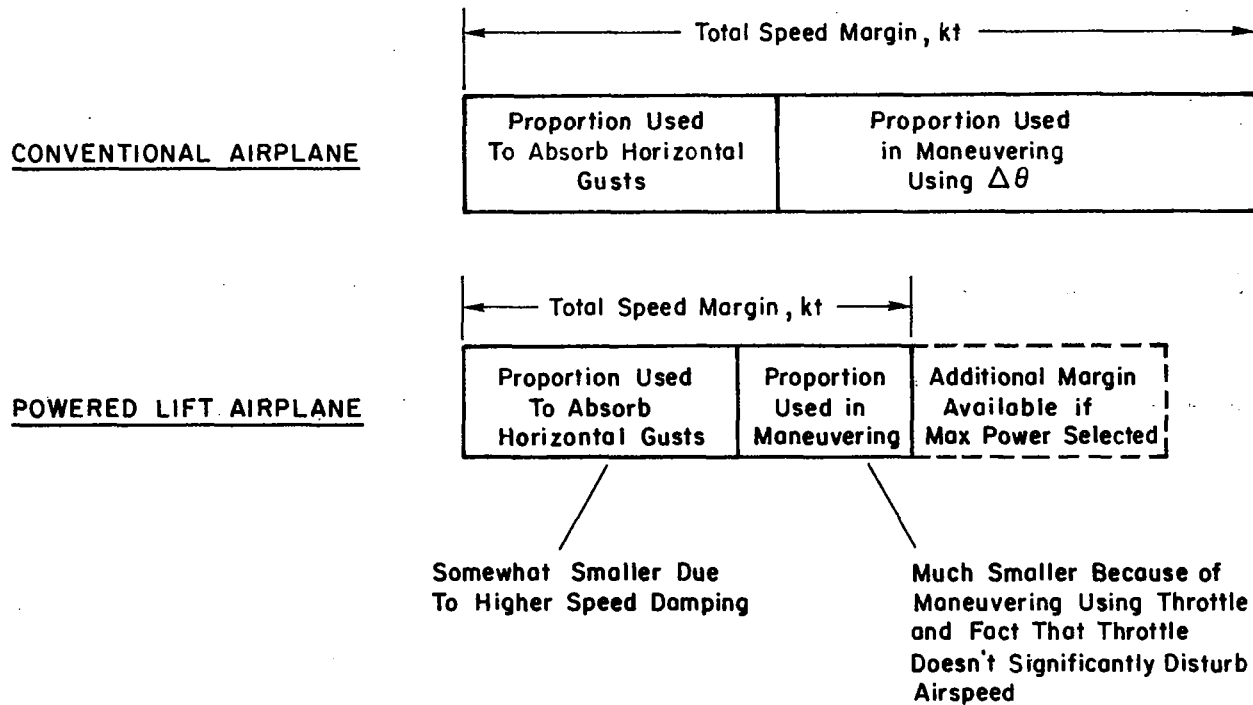 Total Speed Margin, kt
CONVENTIONAL AIRPLANE
Proportion Used
To Absorb Horizontal
Gusts
Proportion Used
in Maneuvering
Using Δθ
Total Speed Margin, kt
POWERED LIFT AIRPLANE
Proportion Used
To Absorb
Horizontal Gusts
Proportion
Used in
Maneuvering
Additional Margin
Available if
Max Power Selected
Somewhat Smaller Due
To Higher Speed Damping
Much Smaller Because of
Maneuvering Using Throttle
and Fact That Throttle
Doesn't Significantly Disturb
Airspeed